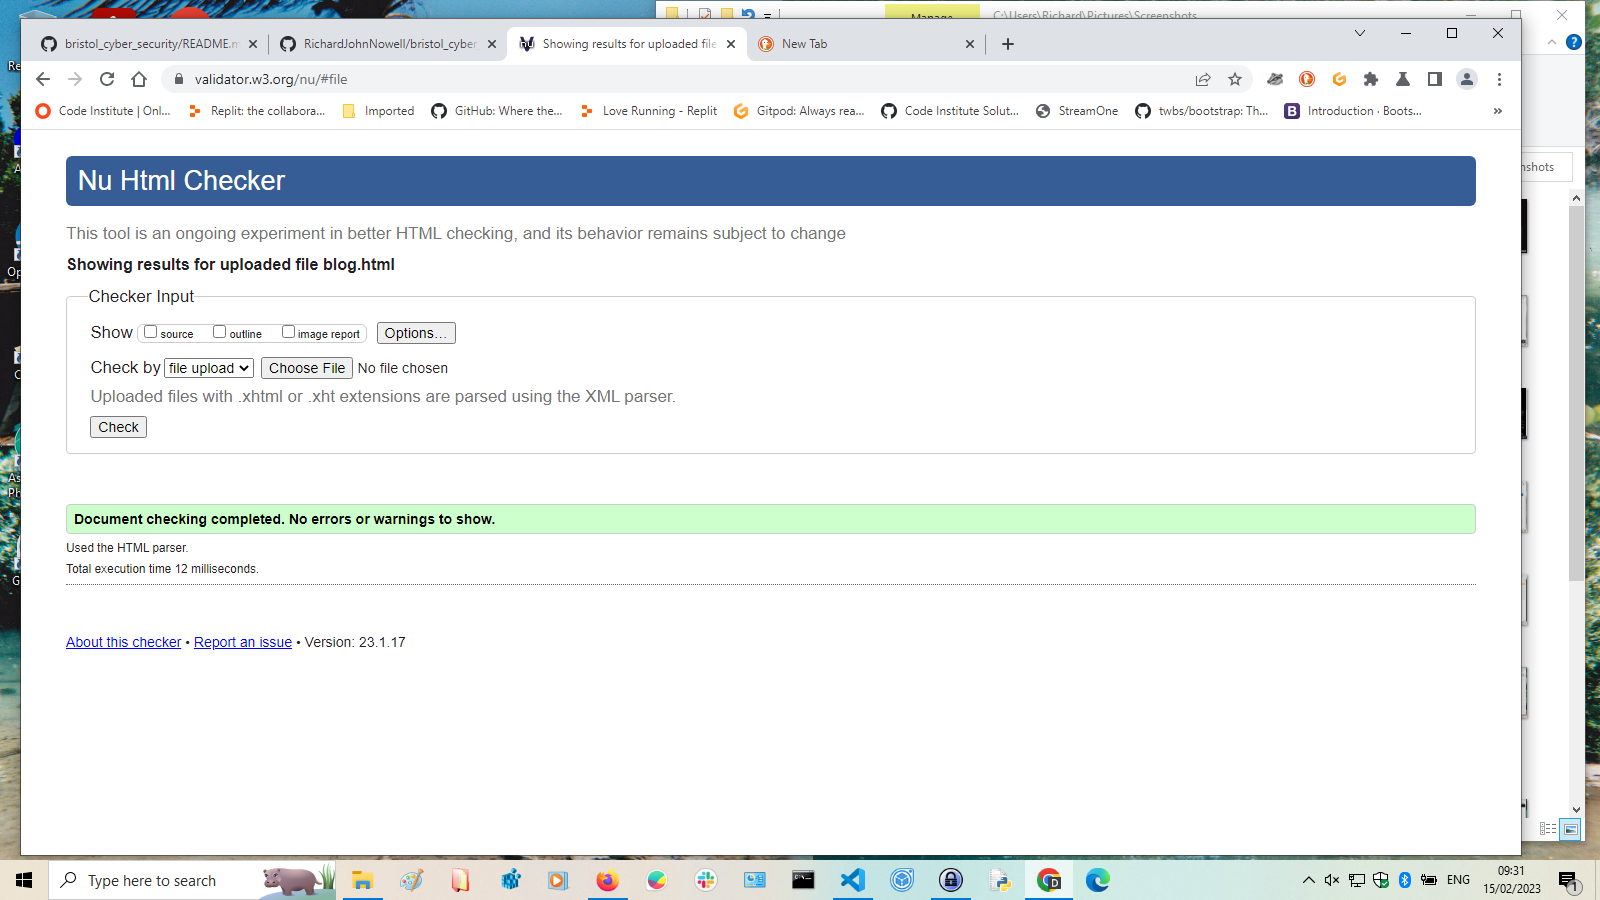 Manage
C:\Users\Richard\Pictures\Screenshots
bristol_cyber_security/README.m
RichardJohnNowell/bristol_cyber
Showing results for uploaded file
New Tab
validator.w3.org/nu/#file
Code Institute | Onl...
Replit: the collabora...
Imported
GitHub: Where the...
Love Running - Replit
Gitpod: Always rea...
Code Institute Solut...
StreamOne
twbs/bootstrap: Th...
Introduction · Boots...
»
nshots
Nu Html Checker
This tool is an ongoing experiment in better HTML checking, and its behavior remains subject to change
Showing results for uploaded file blog.html
Checker Input
Show source outline image report Options...
Check by file upload Choose File No file chosen
Uploaded files with .xhtml or .xht extensions are parsed using the XML parser.
Check
Document checking completed. No errors or warnings to show.
Used the HTML parser.
Total execution time 12 milliseconds.
About this checker • Report an issue • Version: 23.1.17
Type here to search
ENG
09:31
15/02/2023
1